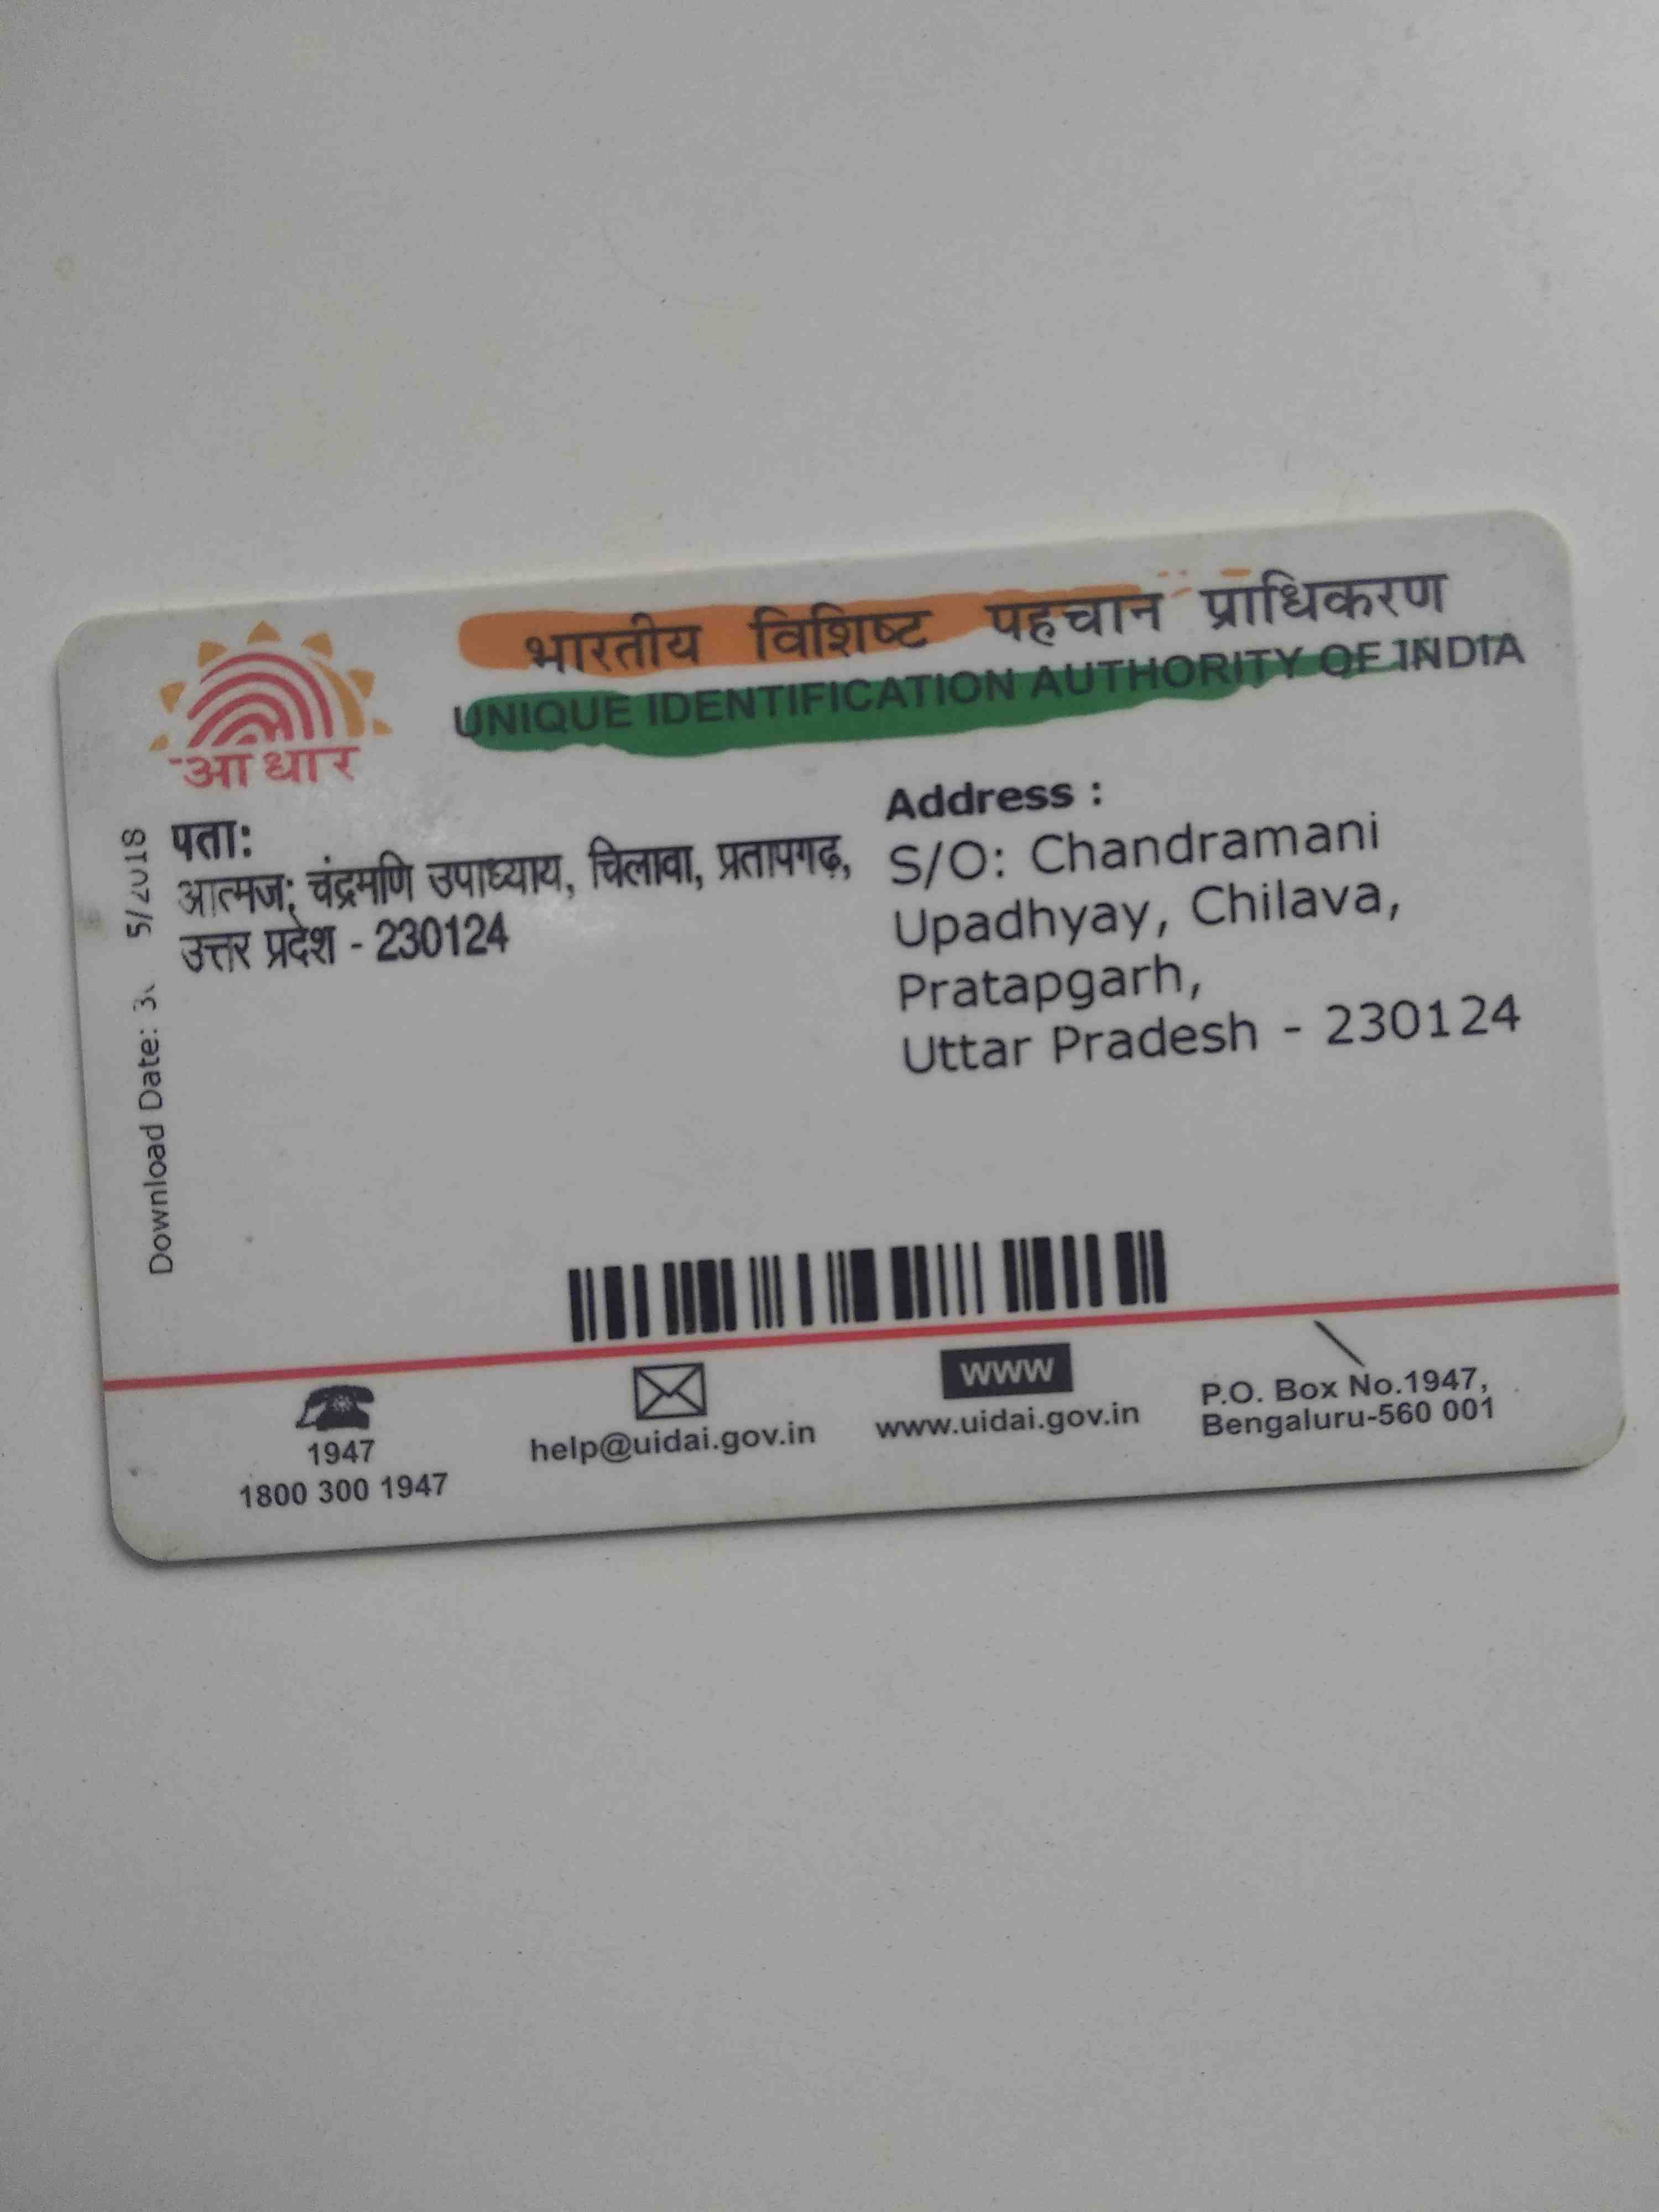 भारतीय विशिष्ट पहचान प्राधिकरण
UNIQUE IDENTIFICATION AUTHORITY OF INDIA
आधार
पता:
आत्मज: चंद्रमणि उपाध्याय, चिलावा, प्रतापगढ़,
उत्तर प्रदेश - 230124
Address :
S/O: Chandramani
Upadhyay, Chilava,
Pratapgarh,
Uttar Pradesh - 230124
Download Date: 5/2018
1947
1800 300 1947
help@uidai.gov.in
WWW
www.uidai.gov.in
P.O. Box No.1947,
Bengaluru-560 001